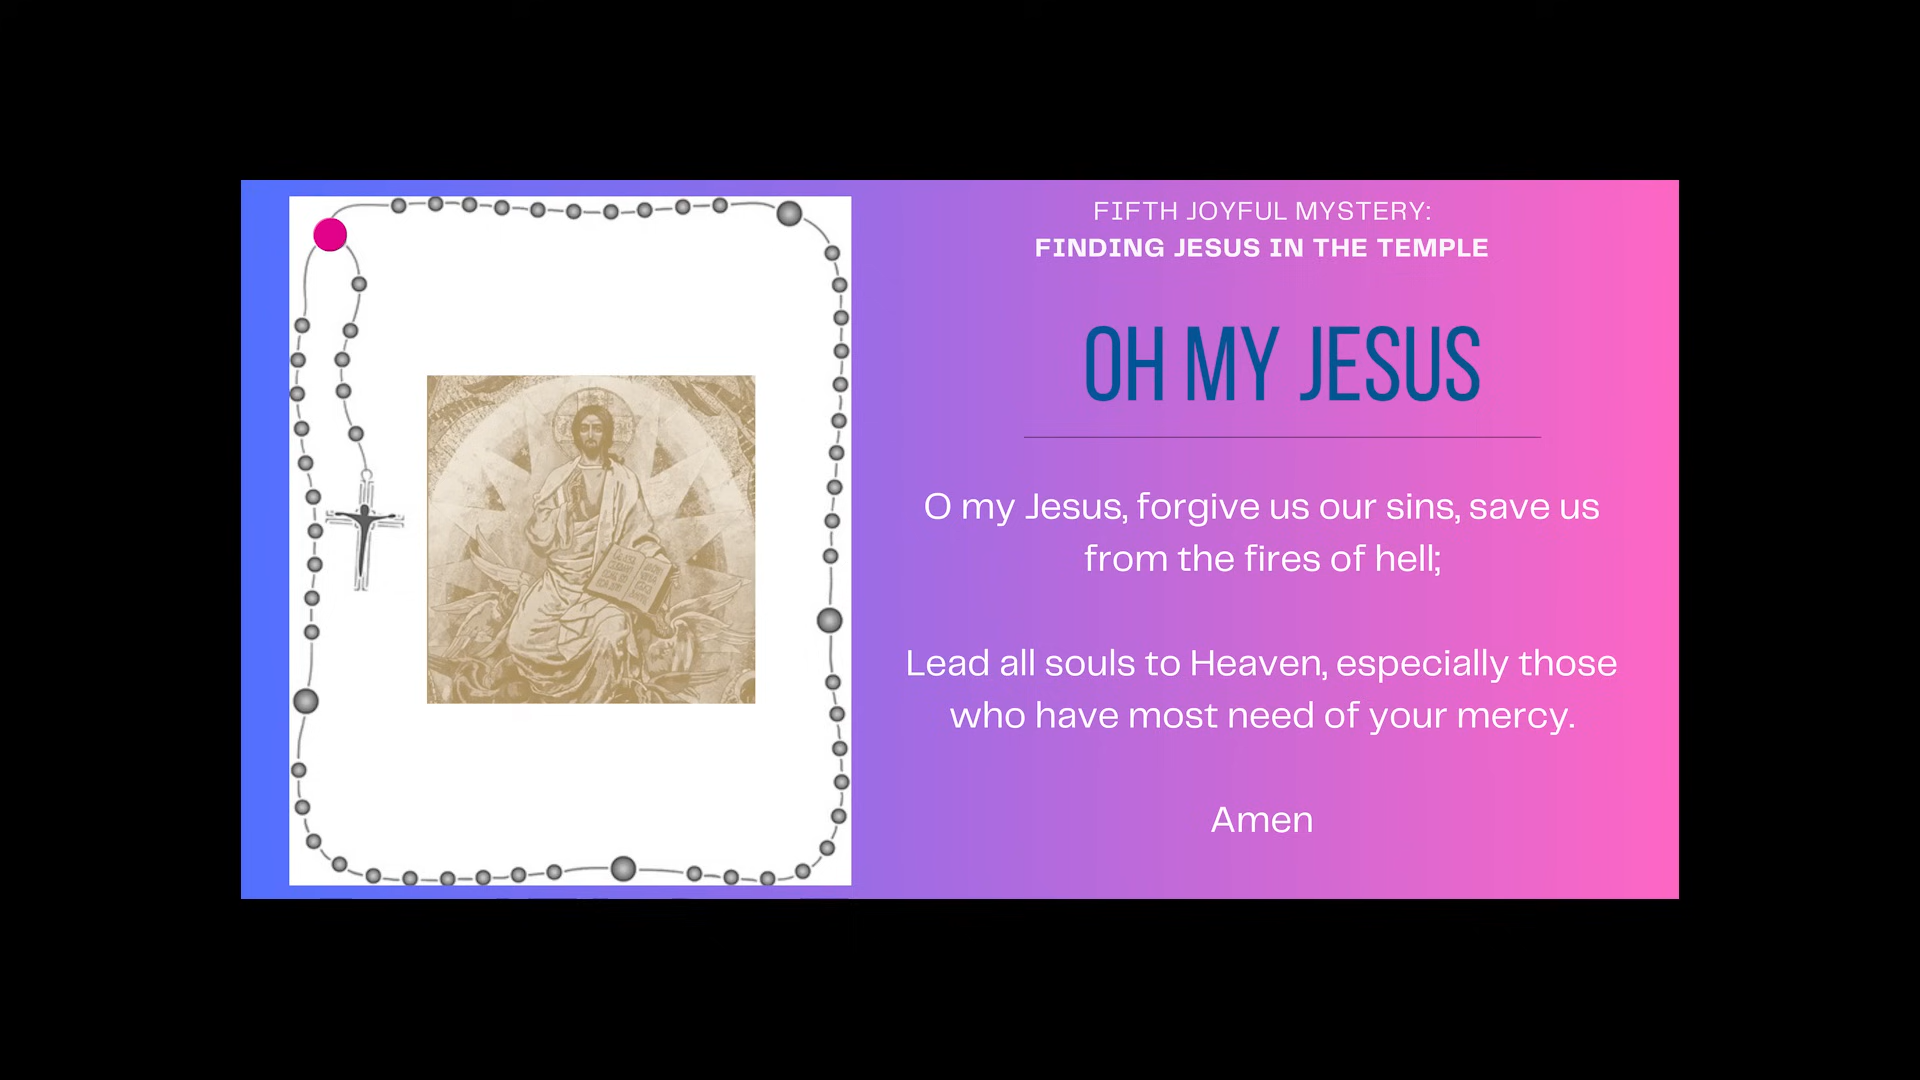 FIFTH JOYFUL MYSTERY:
FINDING JESUS IN THE TEMPLE
OH MY JESUS
O my Jesus, forgive us our sins, save us
from the fires of hell;
Lead all souls to Heaven, especially those
who have most need of your mercy.
Amen